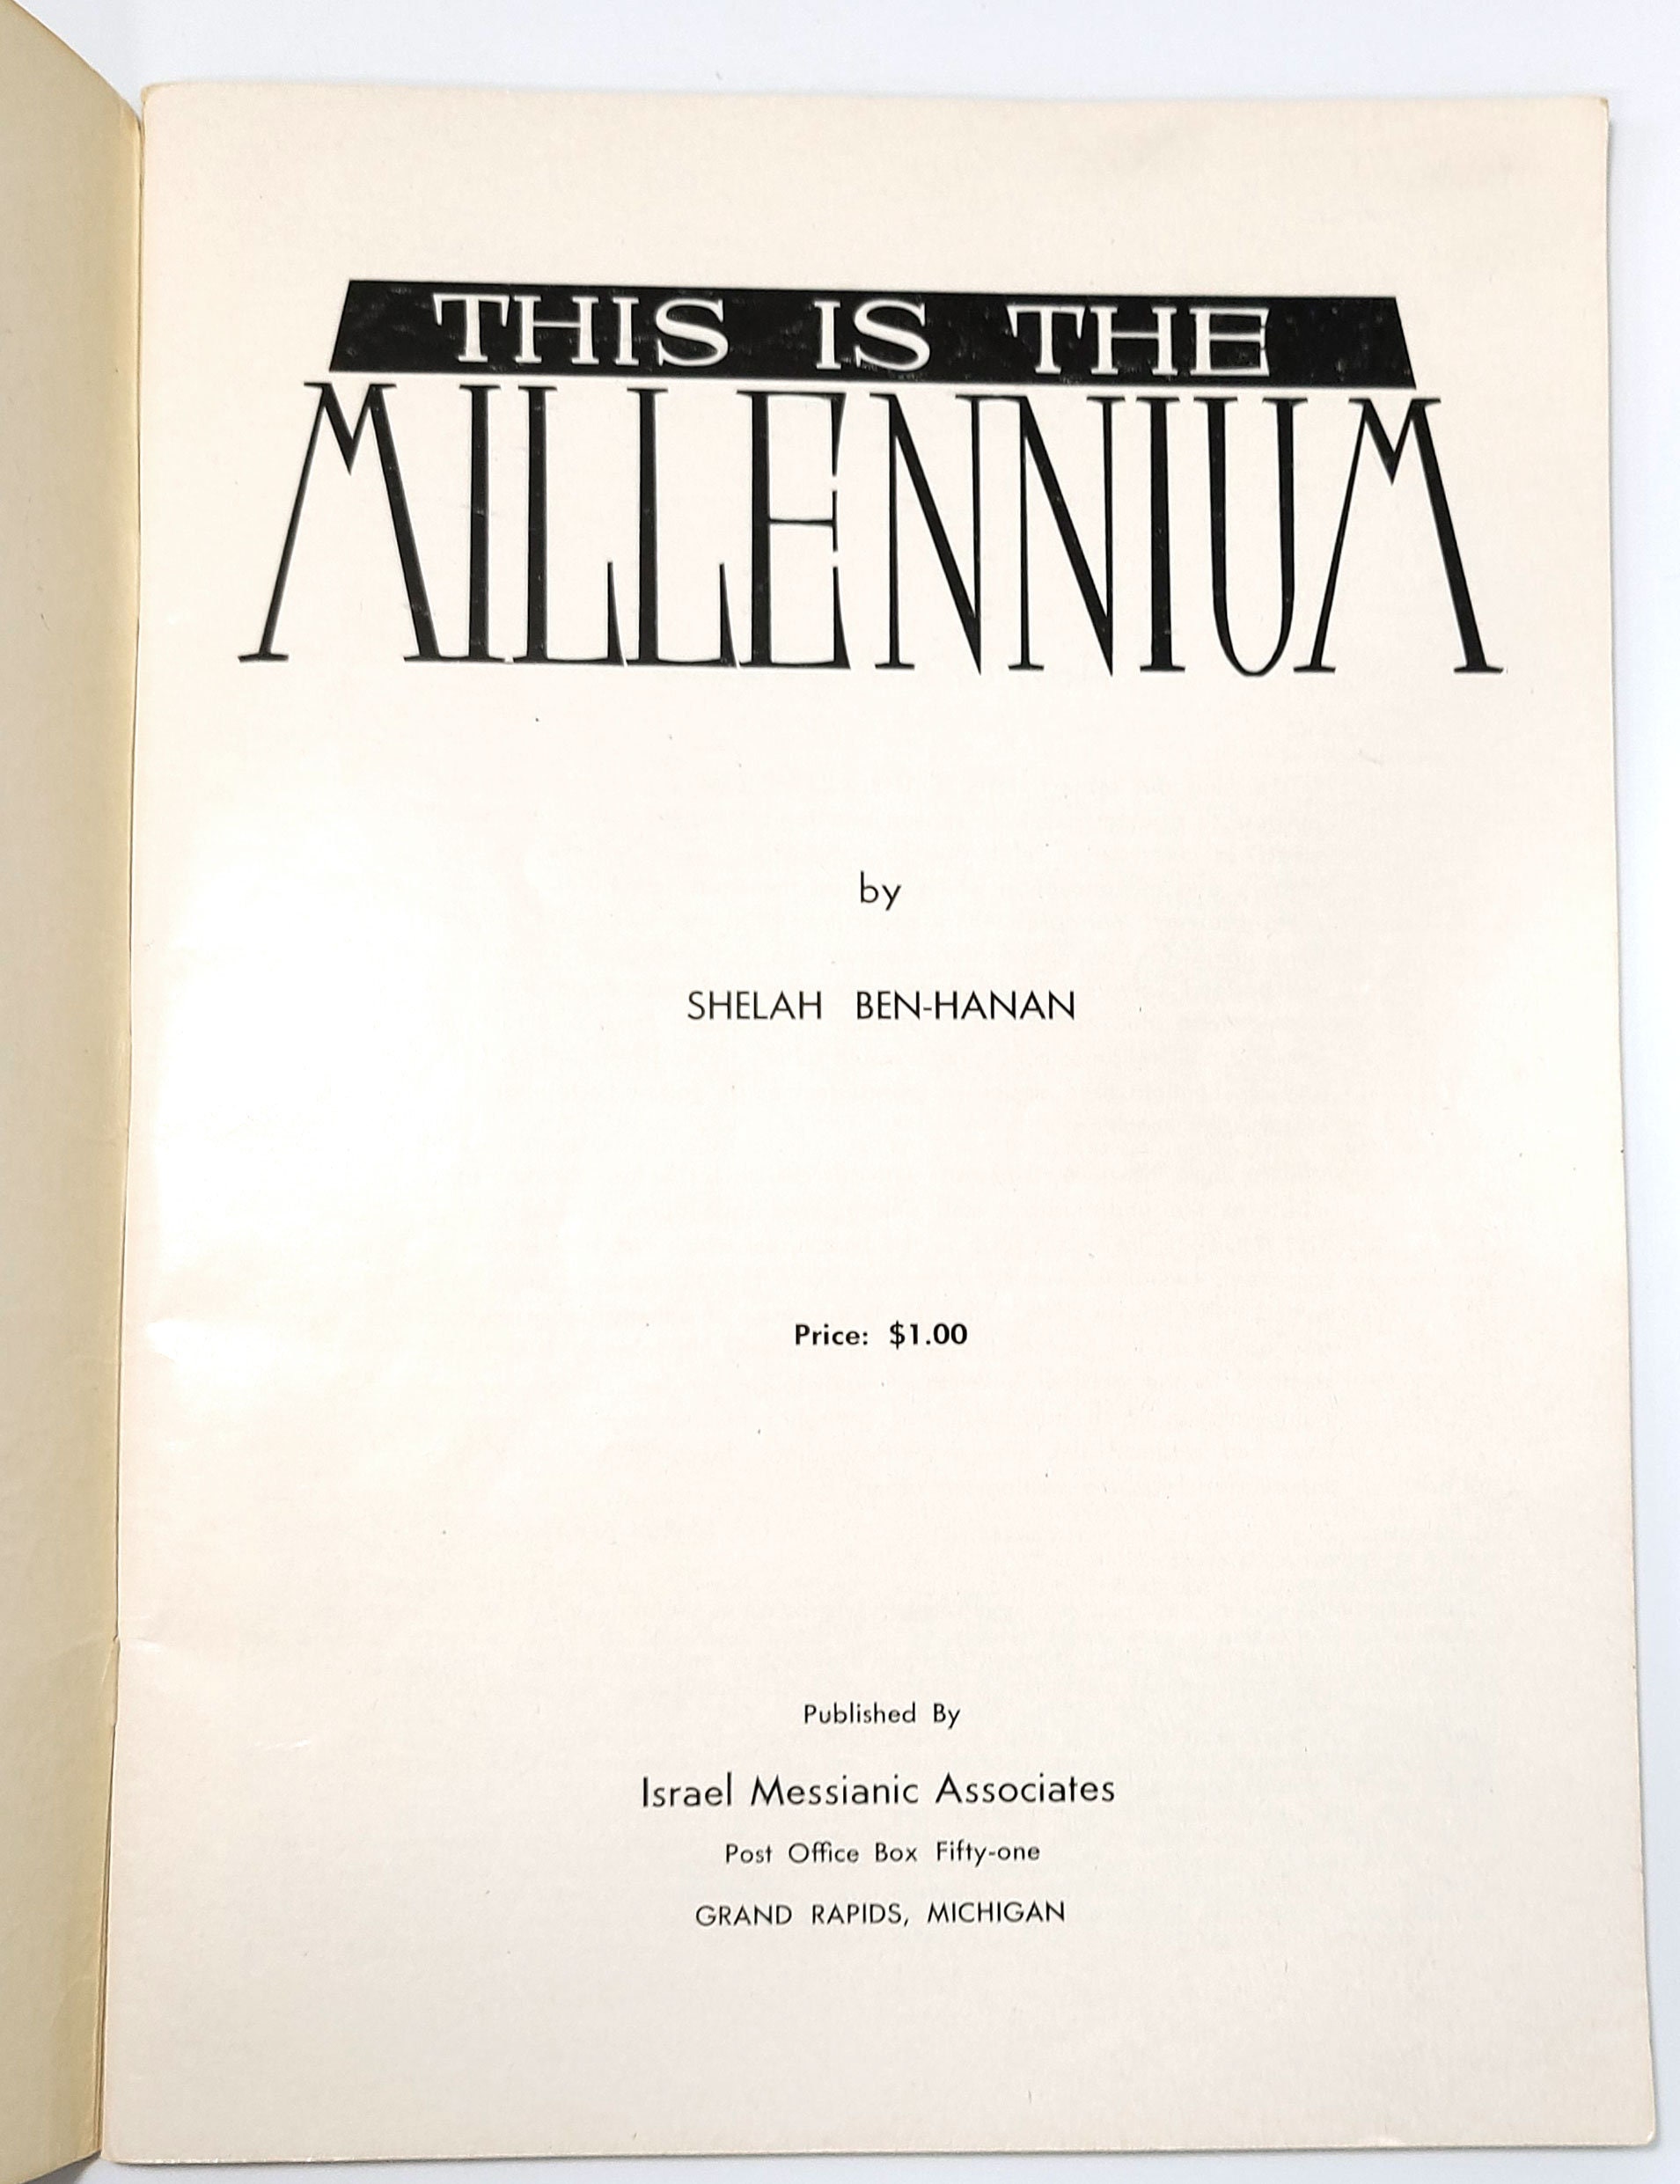 THIS IS THE
MILLENNIUM
by
SHELAH BEN-HANAN
Price: $1.00
Published By
Israel Messianic Associates
Post Office Box Fifty-one
GRAND RAPIDS, MICHIGAN